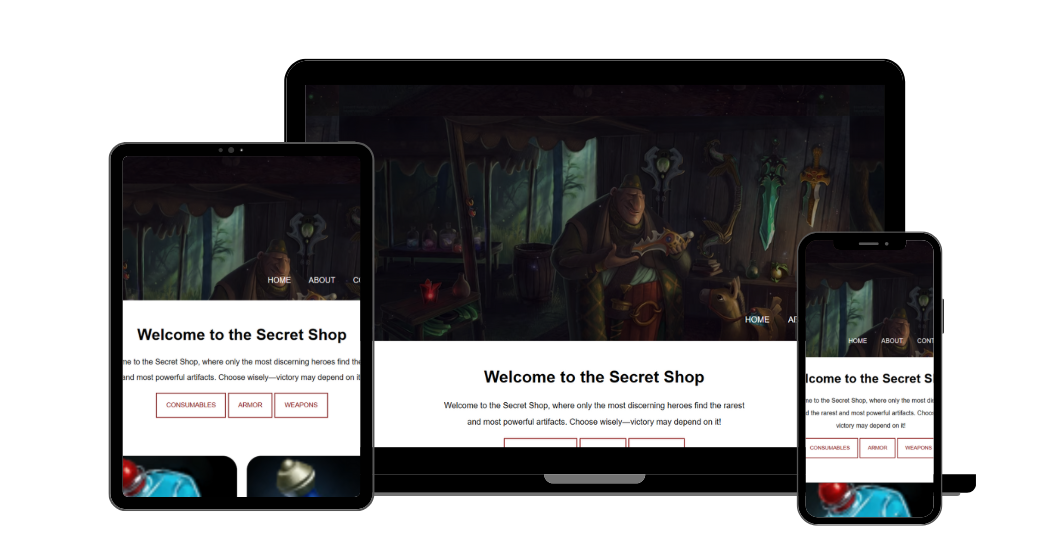 HOME ABOUT CO
Welcome to the Secret Shop
me to the Secret Shop, where only the most discerning heroes find the
and most powerful artifacts. Choose wisely—victory may depend on it
CONSUMABLES ARMOR WEAPONS
HOME AB
Welcome to the Secret Shop
Welcome to the Secret Shop, where only the most discerning heroes find the rarest
and most powerful artifacts. Choose wisely—victory may depend on it!
HOME ABOUT CONT
lcome to the Secret S
me to the Secret Shop, where only the most di
d the rarest and most powerful artifacts. Choos
victory may depend on it!
CONSUMABLES ARMOR WEAPONS